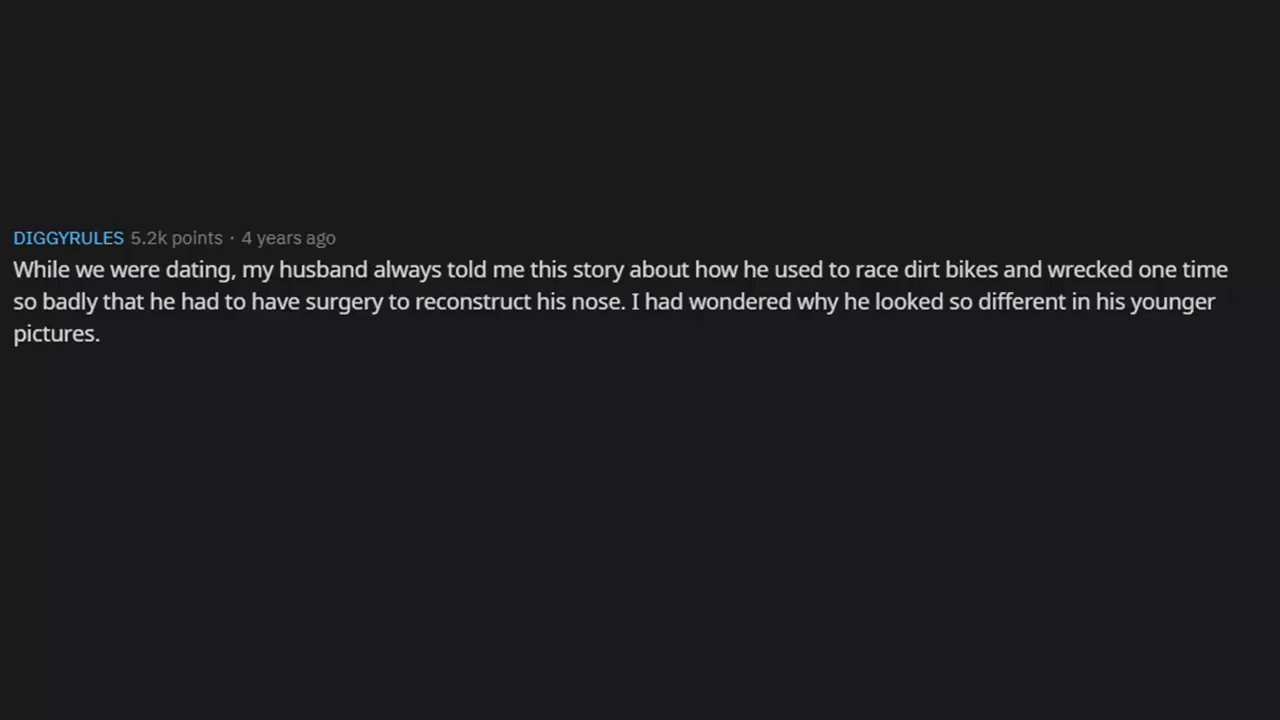 DIGGYRULES 5.2k points · 4 years ago
While we were dating, my husband always told me this story about how he used to race dirt bikes and wrecked one time
so badly that he had to have surgery to reconstruct his nose. I had wondered why he looked so different in his younger
pictures.